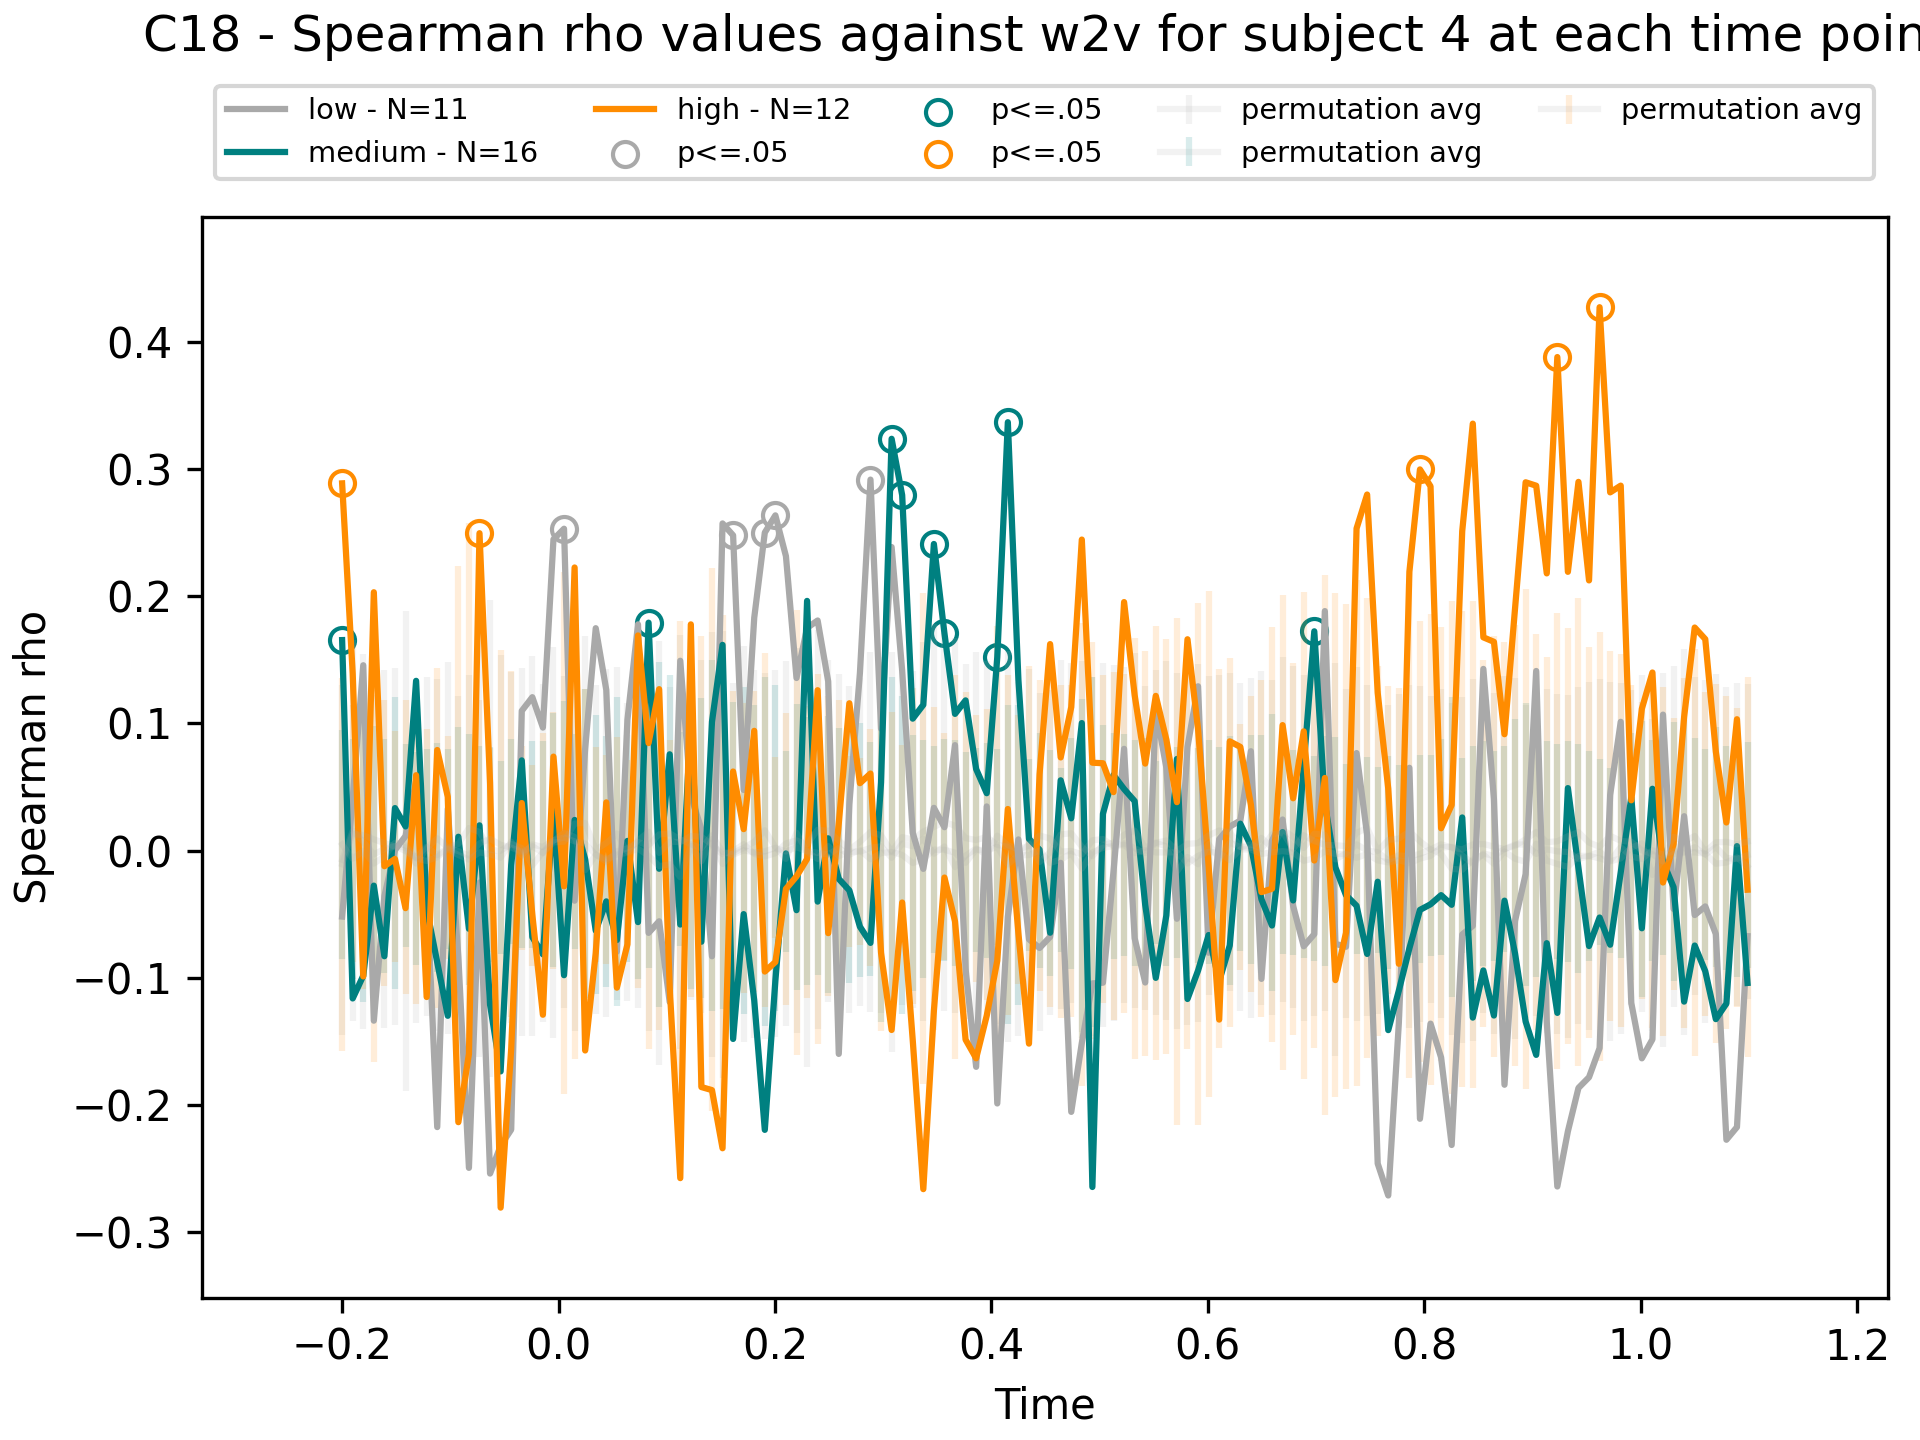 C18 - Spearman rho values against w2v for subject 4 at each time poin
low - N=11
medium - N=16
high - N=12
p<=.05
p<=.05
p<=.05
permutation avg
permutation avg
permutation avg
Spearman rho
0.4
0.3
0.2
0.1
0.0
−0.1
−0.2
−0.3
−0.2 0.0 0.2 0.4 0.6 0.8 1.0 1.2
Time